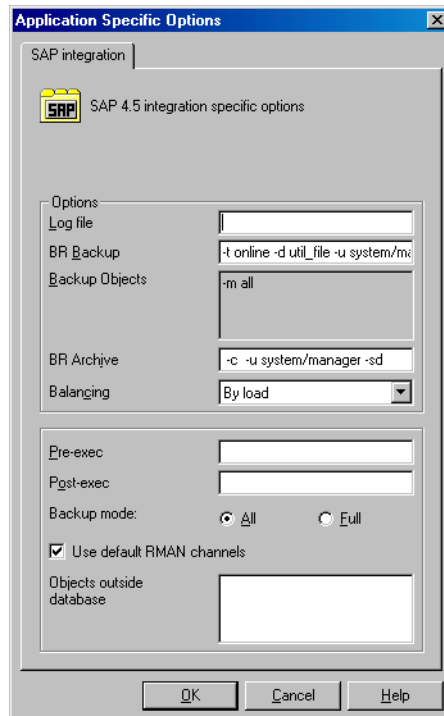 Application Specific Options
SAP integration
SAP
SAP 4.5 integration specific options
Options
Log file
BR Backup
-t online -d util_file -u system/ma
Backup Objects
-m all
BR Archive
-c -u system/manager -sd
Balancing
By load
Pre-exec
Post-exec
Backup mode:
All
Full
Use default RMAN channels
Objects outside
database
OK
Cancel
Help